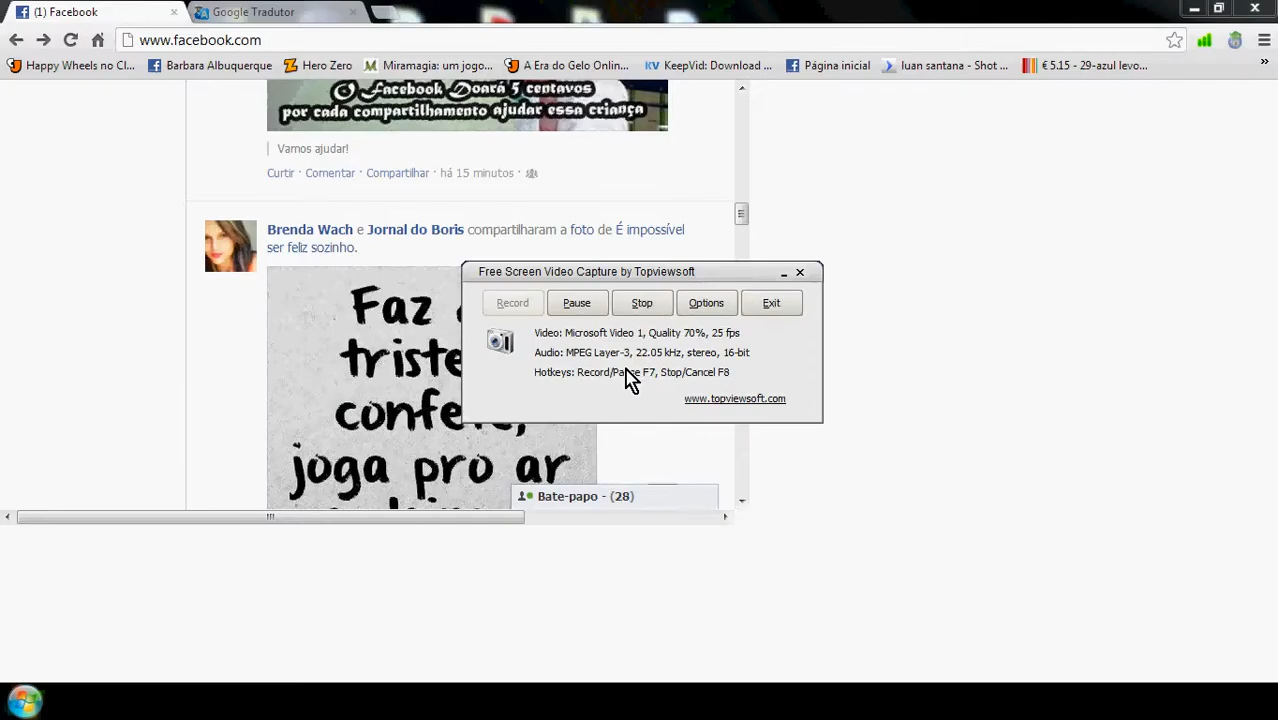 (1) Facebook
Google Tradutor
www.facebook.com
Happy Wheels no Cl...
Barbara Albuquerque
Hero Zero
Miramagia: um jogo...
A Era do Gelo Onlin...
KV KeepVid: Download ...
Página inicial
luan santana - Shot ...
€ 5.15 - 29-azul levo...
»
O Facebook Doará 5 centavos
por cada compartilhamento ajudar essa criança
Vamos ajudar!
Curtir · Comentar · Compartilhar · há 15 minutos ·
Brenda Wach e Jornal do Boris compartilharam a foto de É impossível
ser feliz sozinho.
Faz
triste
confete,
joga pro ar
Free Screen Video Capture by Topviewsoft
Record
Pause
Stop
Options
Exit
Video: Microsoft Video 1, Quality 70%, 25 fps
Audio: MPEG Layer-3, 22.05 kHz, stereo, 16-bit
Hotkeys: Record/Pause F7, Stop/Cancel F8
www.topviewsoft.com
Bate-papo - (28)